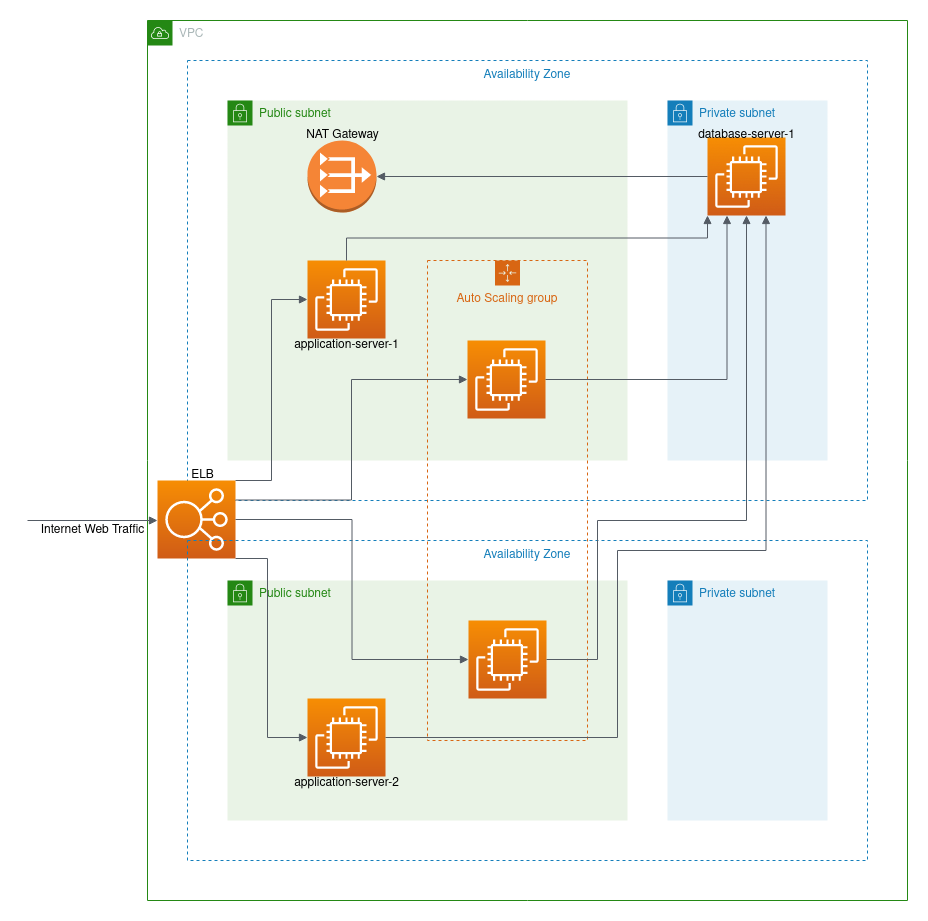 VPC
Availability Zone
Public subnet
Private subnet
NAT Gateway
database-server-1
Auto Scaling group
application-server-1
ELB
Internet Web Traffic
Availability Zone
Public subnet
Private subnet
application-server-2